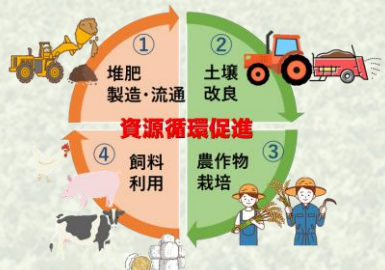 ①
堆肥
製造・流通
②
土壌
改良
資源循環促進
④
飼料
利用
③
農作物
栽培